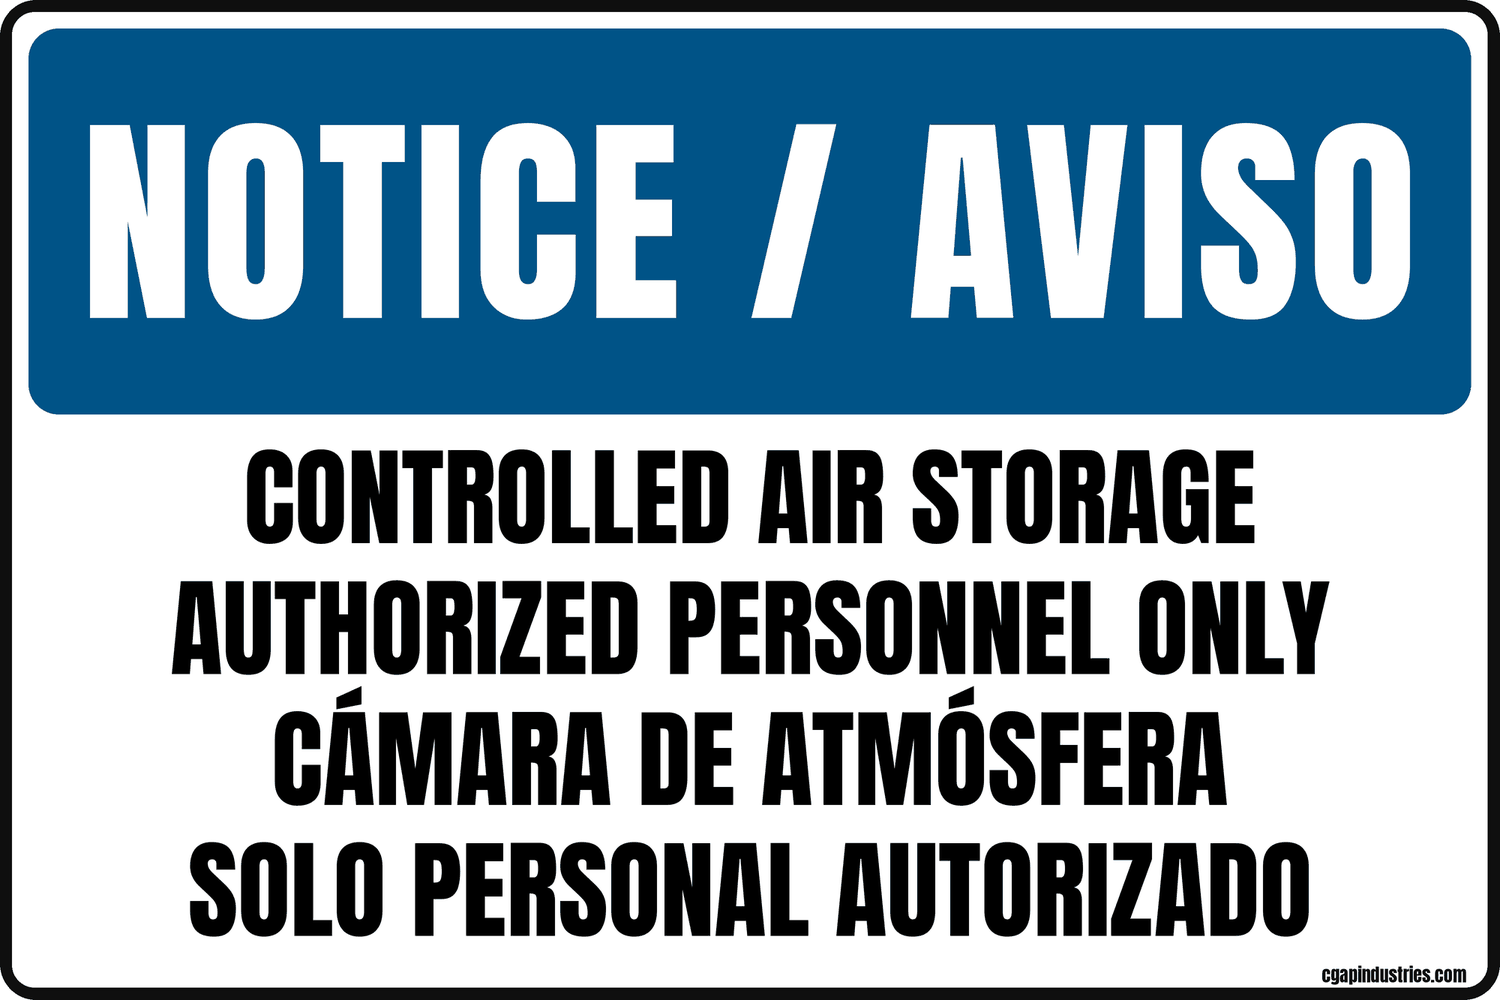 NOTICE / AVISO
CONTROLLED AIR STORAGE
AUTHORIZED PERSONNEL ONLY
CÁMARA DE ATMÓSFERA
SOLO PERSONAL AUTORIZADO
cgapindustries.com